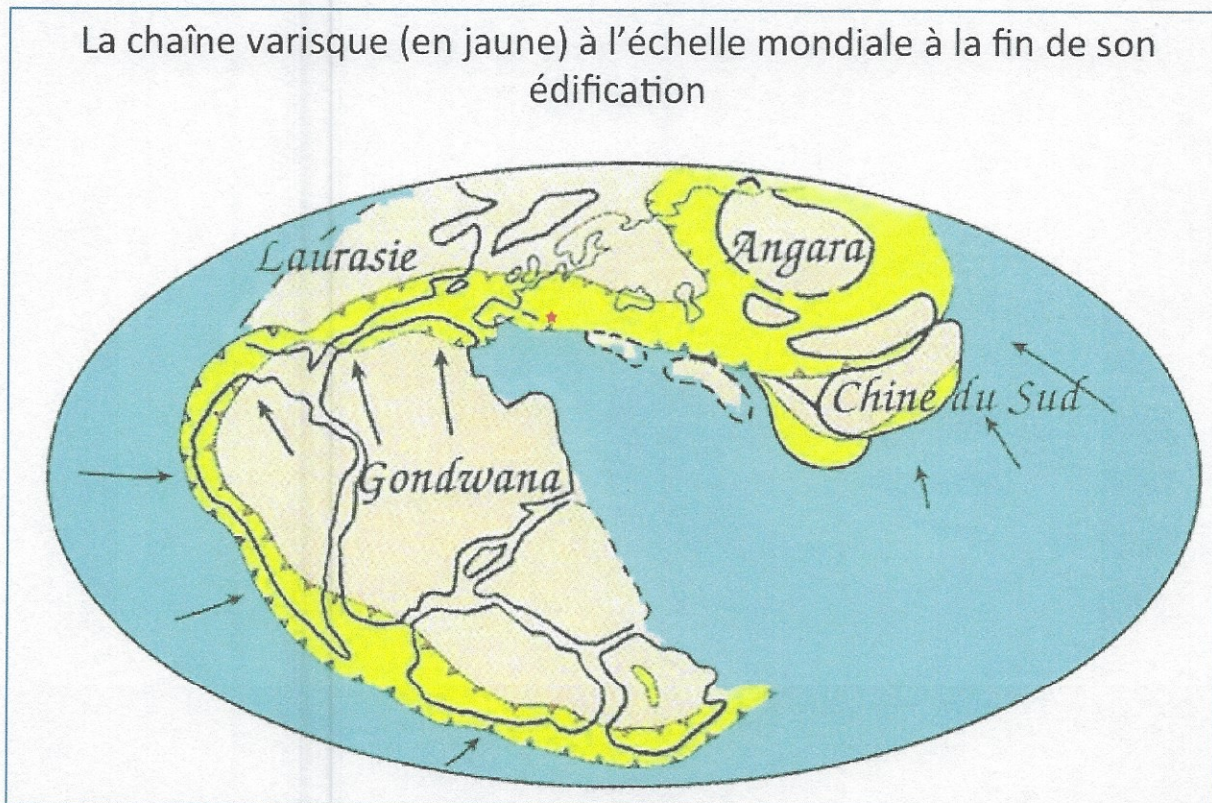 La chaîne varisque (en jaune) à l’échelle mondiale à la fin de son
édification
Laurasie
Angara
Chine du Sud
Gondwana